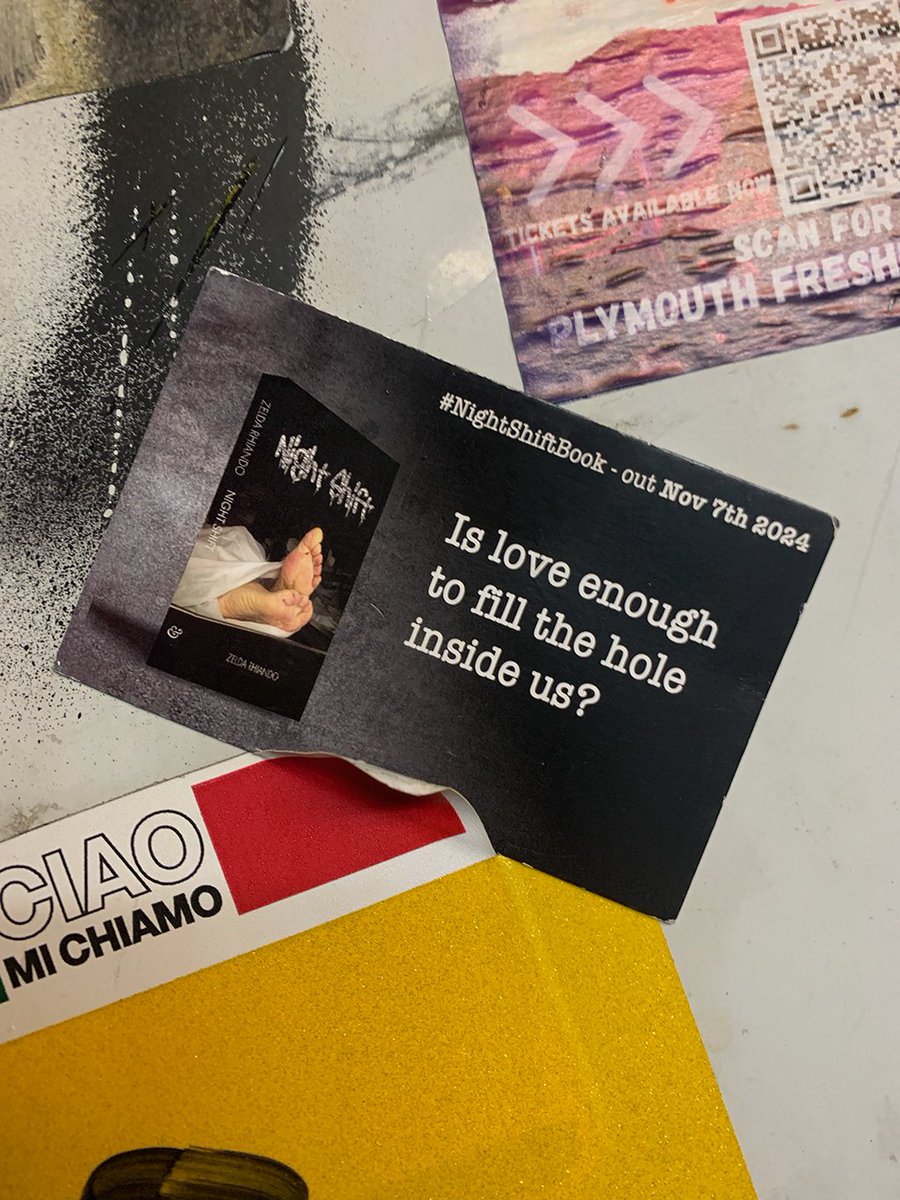 TICKETS AVAILABLE NOW
SCAN FOR
PLYMOUTH FRESH
#NightShiftBook - out Nov 7th 2024
Is love enough
to fill the hole
inside us?
ZELDA RHIANDO NIGHT SHIFT
&
Night Shift
ZELDA RHIANDO
CIAO
MI CHIAMO